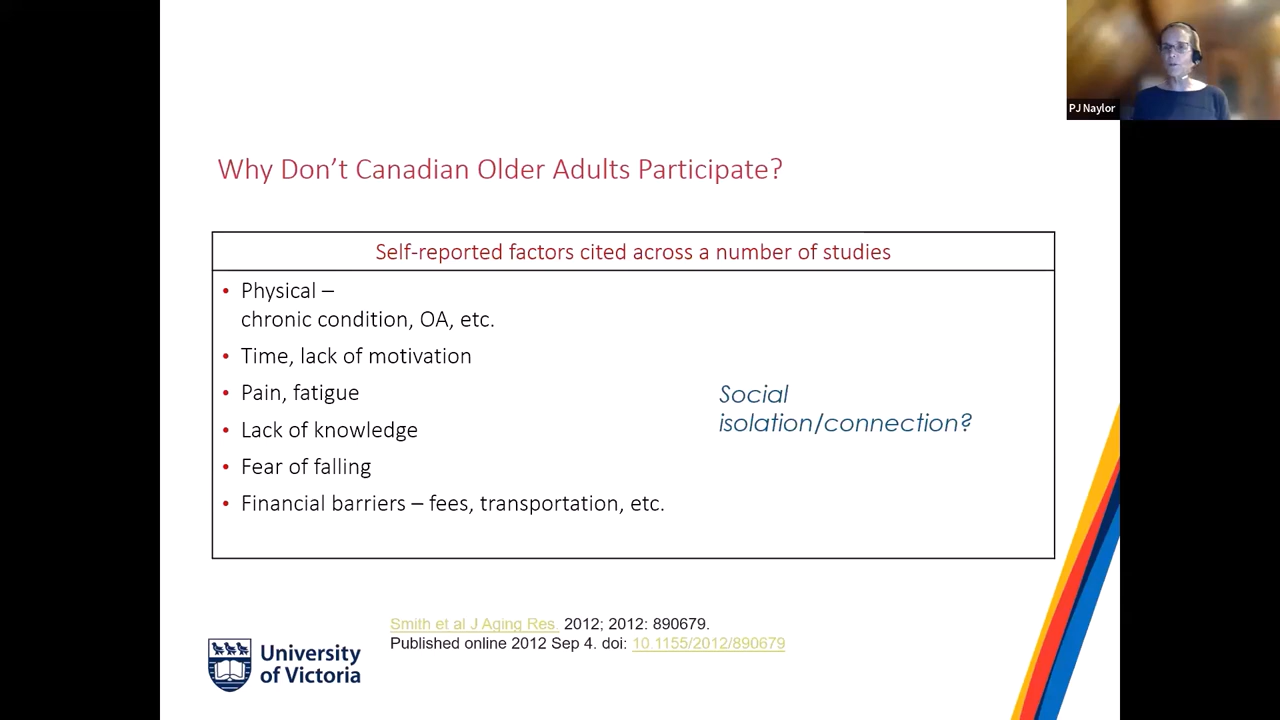 PJ Naylor
Why Don’t Canadian Older Adults Participate?
Self-reported factors cited across a number of studies
• Physical –
chronic condition, OA, etc.
• Time, lack of motivation
• Pain, fatigue
• Lack of knowledge
• Fear of falling
• Financial barriers – fees, transportation, etc.
Social
isolation/connection?
Smith et al J Aging Res. 2012; 2012: 890679.
Published online 2012 Sep 4. doi: 10.1155/2012/890679
University
of Victoria